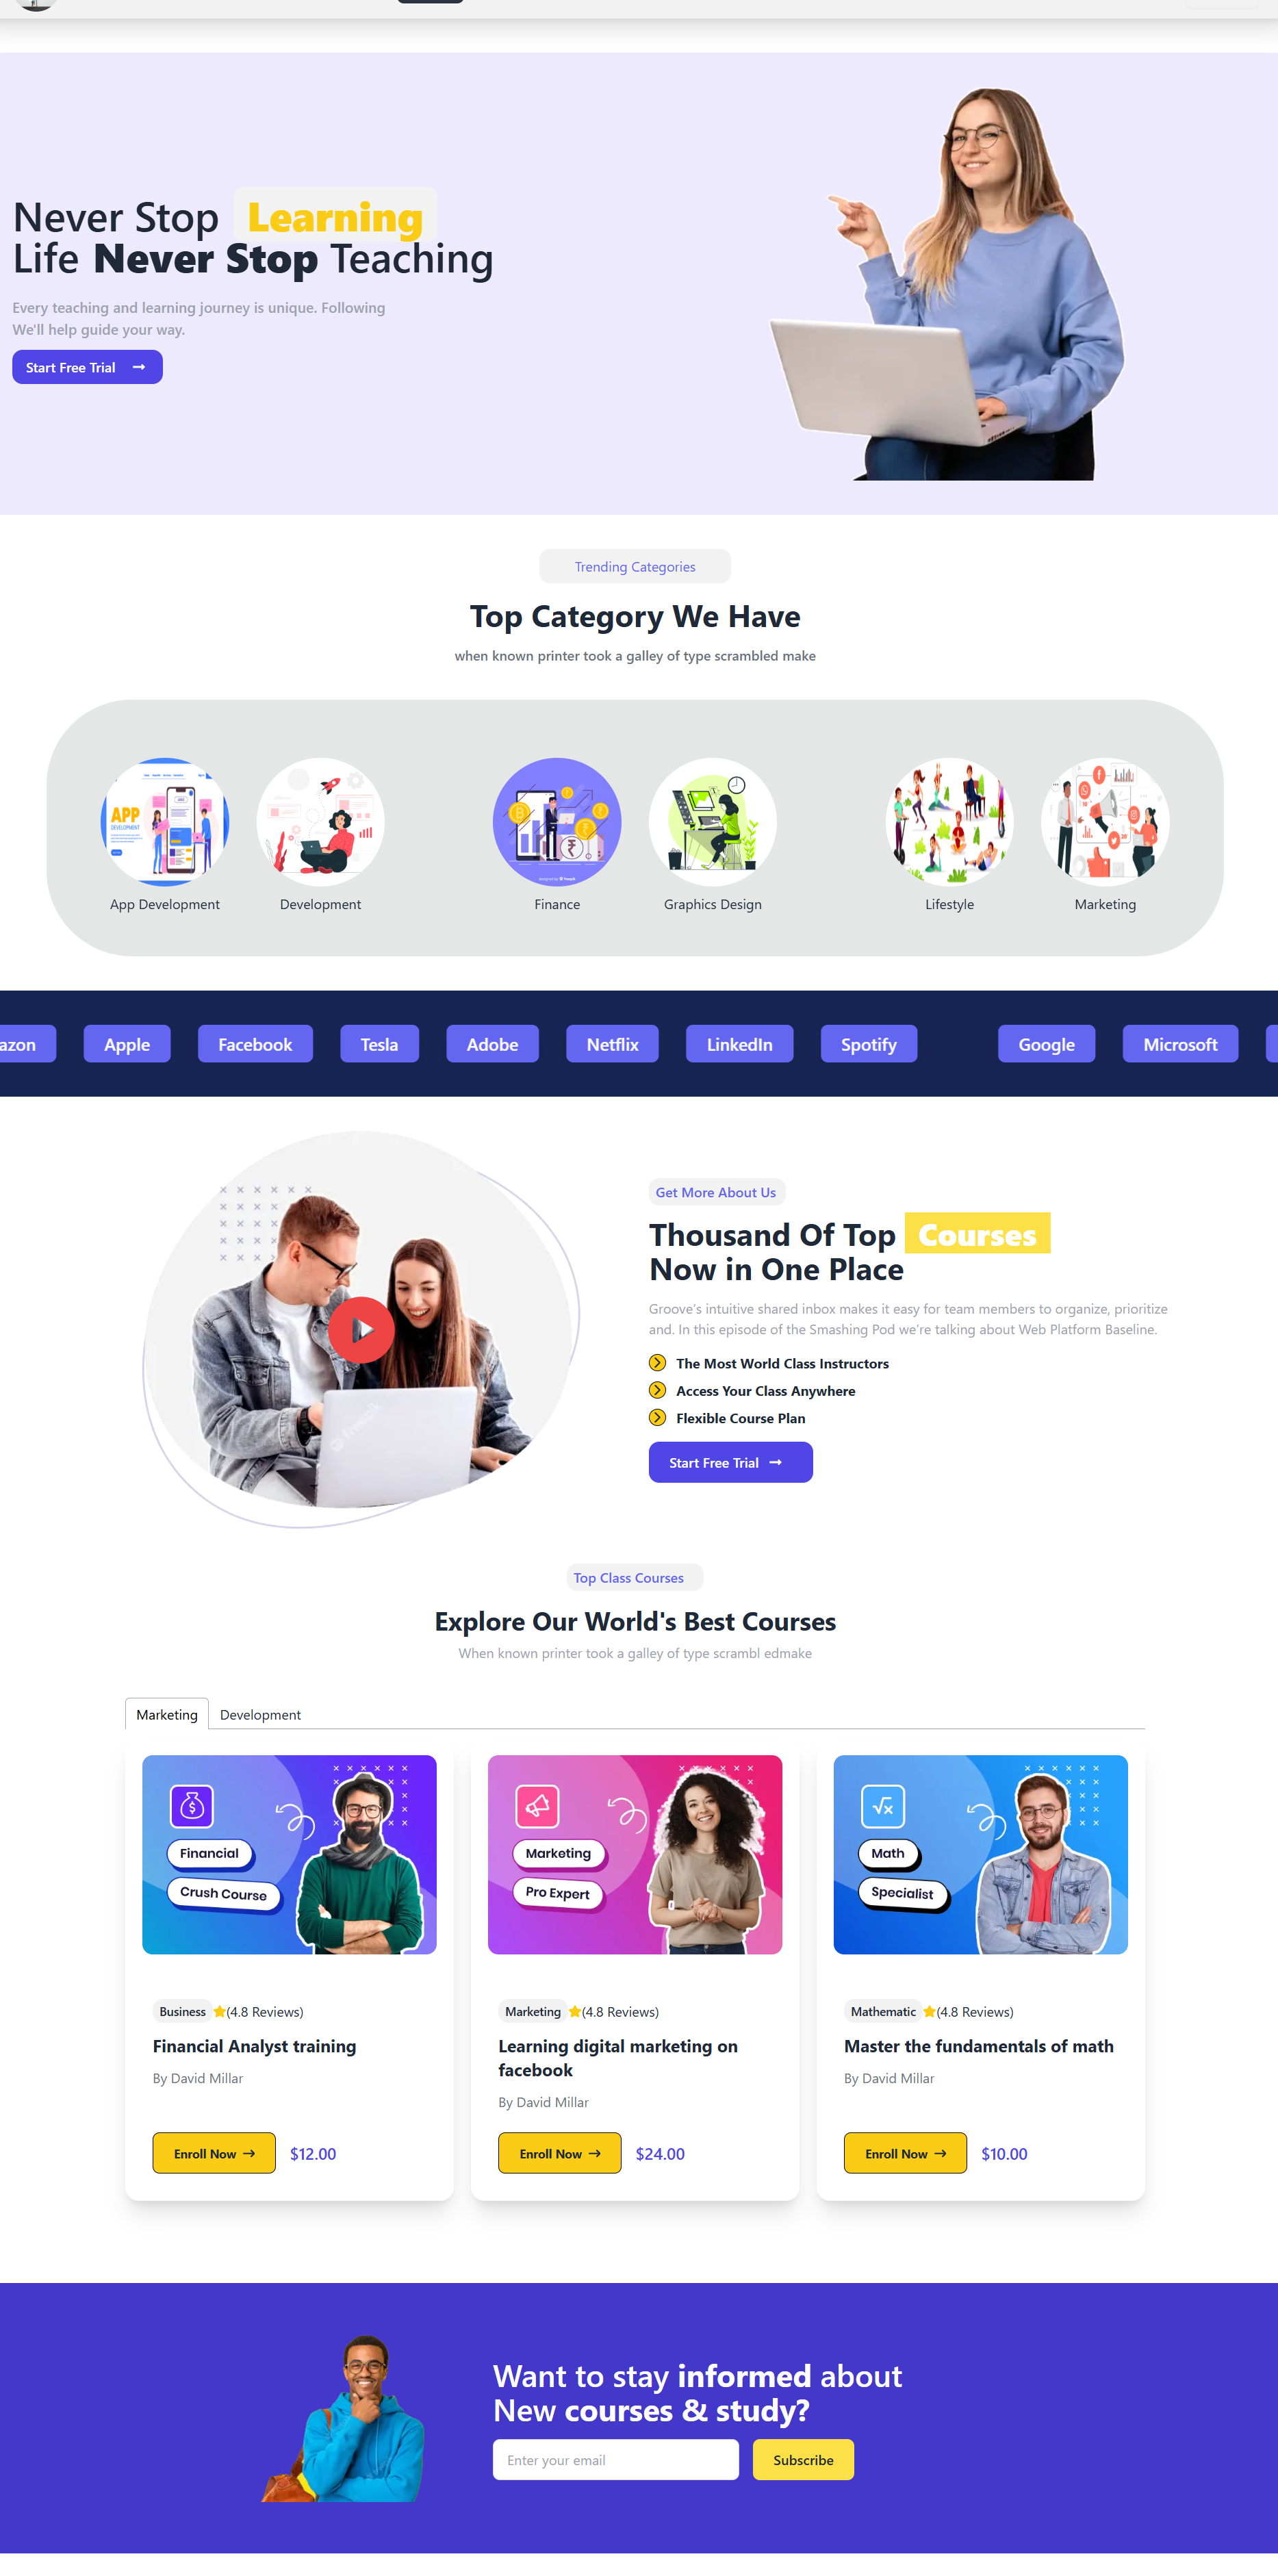 Never Stop Learning
Life Never Stop Teaching
Every teaching and learning journey is unique. Following
We'll help guide your way.
Start Free Trial
Trending Categories
Top Category We Have
when known printer took a galley of type scrambled make
APP
DEVELOPMENT
App Development
Development
Finance
Graphics Design
Lifestyle
Marketing
azon Apple Facebook Tesla Adobe Netflix LinkedIn Spotify Google Microsoft
Get More About Us
Thousand Of Top Courses
Now in One Place
Groove's intuitive shared inbox makes it easy for team members to organize, prioritize
and. In this episode of the Smashing Pod we're talking about Web Platform Baseline.
The Most World Class Instructors
Access Your Class Anywhere
Flexible Course Plan
Start Free Trial
freepik
Top Class Courses
Explore Our World's Best Courses
When known printer took a galley of type scrambl edmake
Marketing Development
Financial
Crush Course
Business (4.8 Reviews)
Financial Analyst training
By David Millar
Enroll Now $12.00
Marketing
Pro Expert
Marketing (4.8 Reviews)
Learning digital marketing on
facebook
By David Millar
Enroll Now $24.00
√x
Math
Specialist
Mathematic (4.8 Reviews)
Master the fundamentals of math
By David Millar
Enroll Now $10.00
Want to stay informed about
New courses & study?
Enter your email
Subscribe